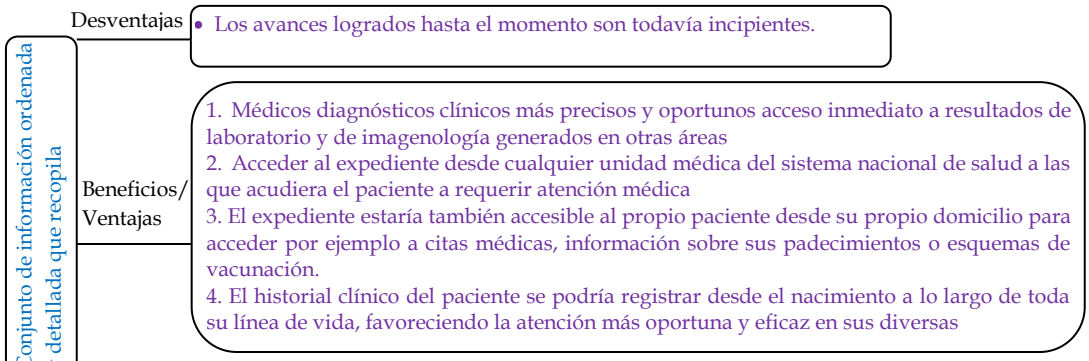 Desventajas
• Los avances logrados hasta el momento son todavía incipientes.
Conjunto de información ordenada
detallada que recopila
Beneficios/
Ventajas
1. Médicos diagnósticos clínicos más precisos y oportunos acceso inmediato a resultados de
laboratorio y de imagenología generados en otras áreas
2. Acceder al expediente desde cualquier unidad médica del sistema nacional de salud a las
que acudiera el paciente a requerir atención médica
3. El expediente estaría también accesible al propio paciente desde su propio domicilio para
acceder por ejemplo a citas médicas, información sobre sus padecimientos o esquemas de
vacunación.
4. El historial clínico del paciente se podría registrar desde el nacimiento a lo largo de toda
su línea de vida, favoreciendo la atención más oportuna y eficaz en sus diversas